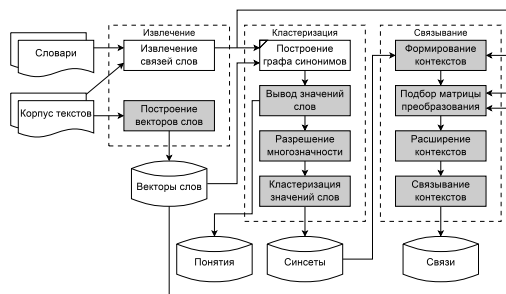 Извлечение
Кластеризация
Связывание
Словари
Извлечение
связей слов
Построение
графа синонимов
Формирование
контекстов
Корпус текстов
Построение
векторов слов
Вывод значений
слов
Подбор матрицы
преобразования
Разрешение
многозначности
Расширение
контекстов
Векторы слов
Кластеризация
значений слов
Связывание
контекстов
Понятия
Синсеты
Связи